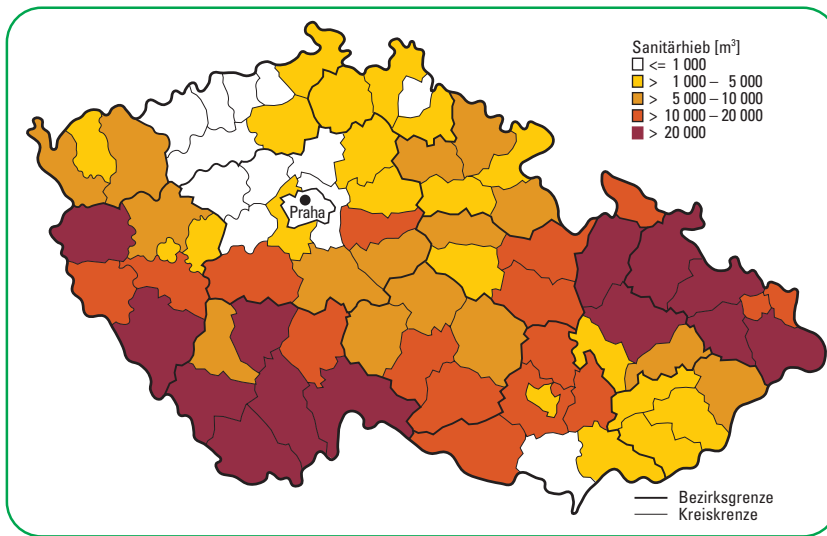 Sanitärhieb [m³]
<= 1 000
> 1 000 – 5 000
> 5 000 – 10 000
> 10 000 – 20 000
> 20 000
Praha
Bezirksgrenze
Kreiskrenze